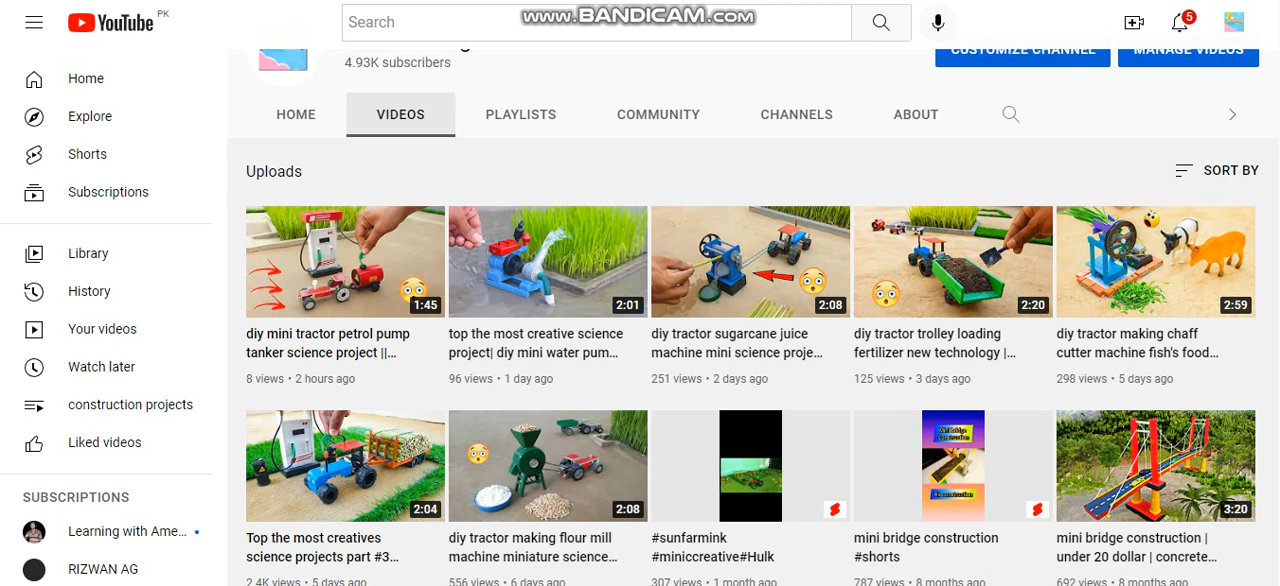 YouTube PK
Search
www.BANDICAM.com
5
4.93K subscribers
CUSTOMIZE CHANNEL
MANAGE VIDEOS
Home
Explore
Shorts
Subscriptions
Library
History
Your videos
Watch later
construction projects
Liked videos
SUBSCRIPTIONS
Learning with Ame...
RIZWAN AG
HOME
VIDEOS
PLAYLISTS
COMMUNITY
CHANNELS
ABOUT
Uploads
SORT BY
1:45
diy mini tractor petrol pump
tanker science project ||...
8 views • 2 hours ago
2:01
top the most creative science
project| diy mini water pum...
96 views • 1 day ago
2:08
diy tractor sugarcane juice
machine mini science proje...
251 views • 2 days ago
2:20
diy tractor trolley loading
fertilizer new technology |...
125 views • 3 days ago
2:59
diy tractor making chaff
cutter machine fish's food...
298 views • 5 days ago
2:04
Top the most creatives
science projects part #3...
2.4K views • 5 days ago
2:08
diy tractor making flour mill
machine miniature science...
556 views • 6 days ago
#sunfarmink
#miniccreative#Hulk
307 views • 1 month ago
Mini bridge
construction
mini bridge construction
#shorts
787 views • 8 months ago
3:20
mini bridge construction |
under 20 dollar | concrete...
692 views • 8 months ago